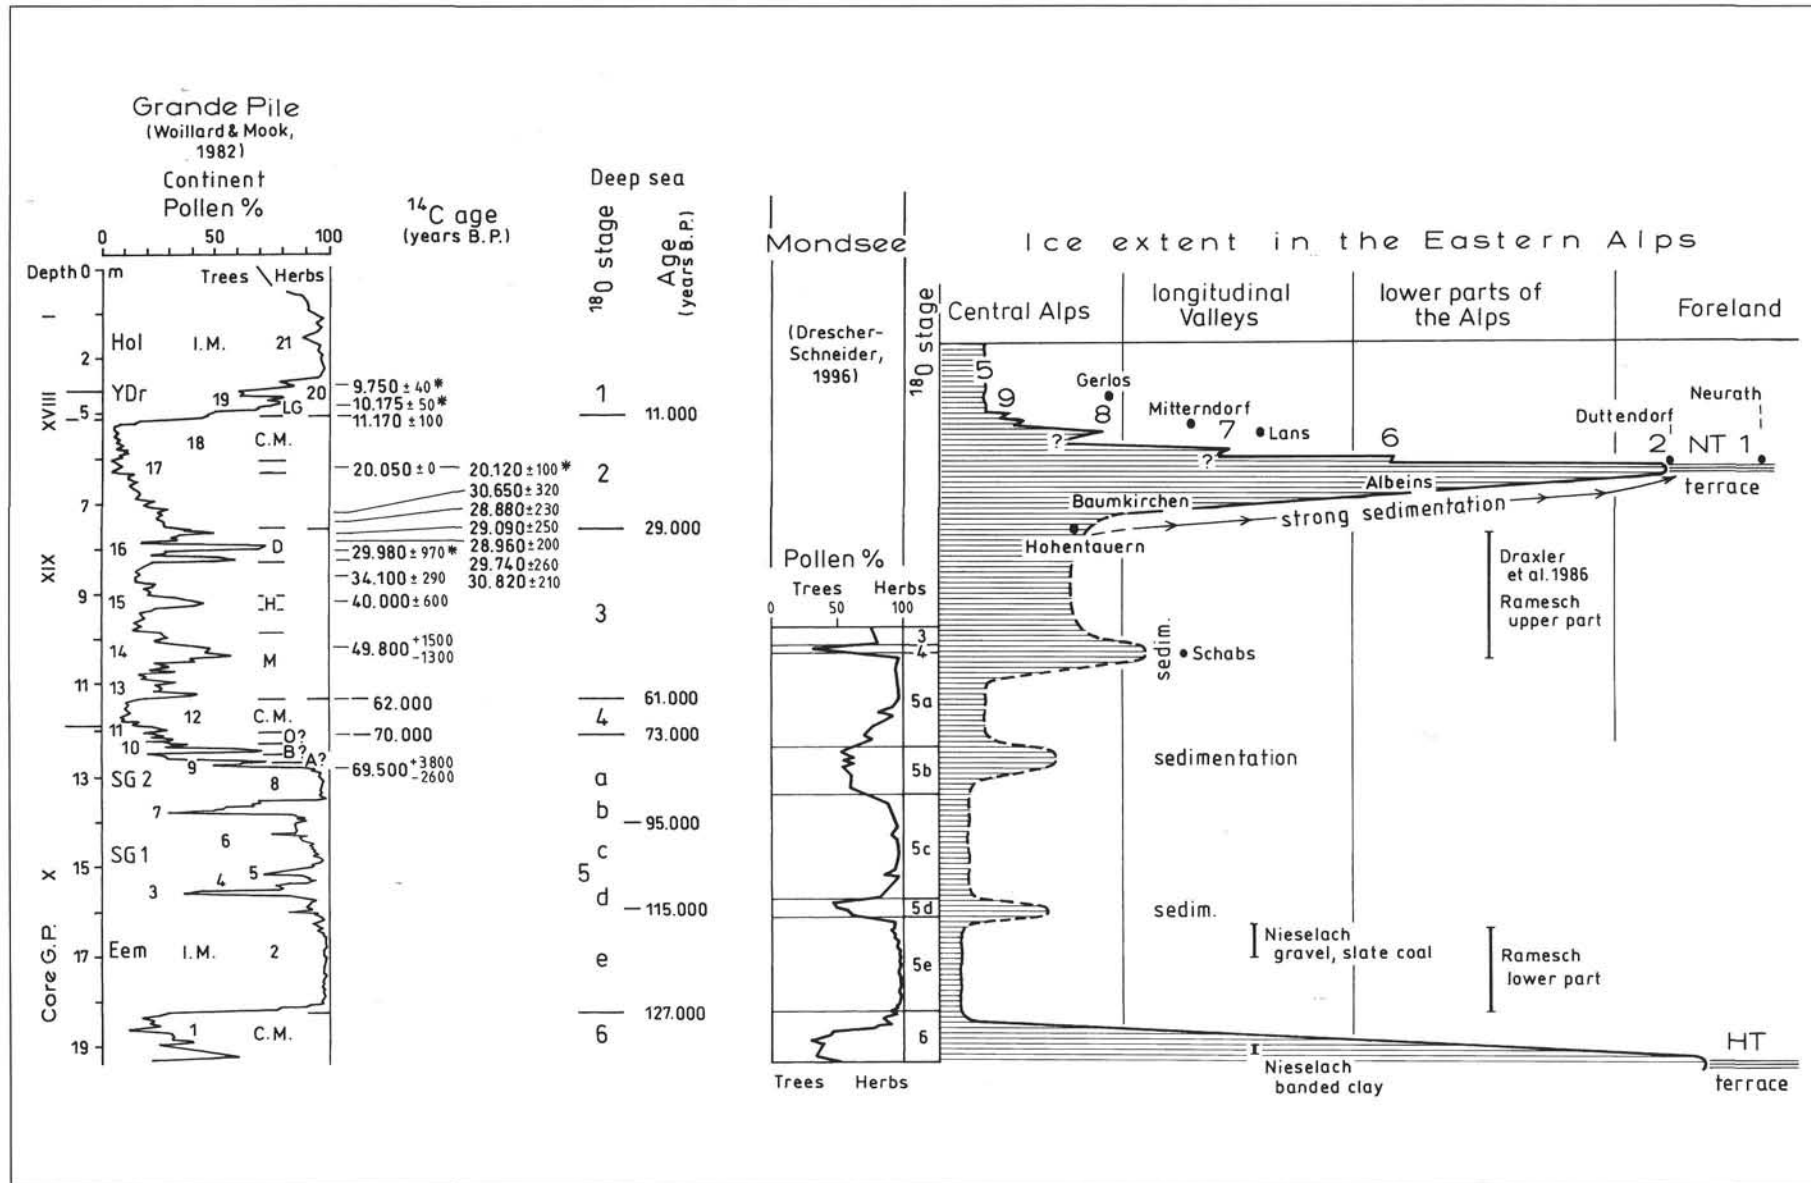 Grande Pile
(Woillard & Mook,
1982)
Continent
Pollen %
0 50 100
Depth 0 m
Trees \ Herbs
2
5
7
9
11
13
15
17
19
I
XVIII
XIX
X
Core G.P.
Hol I.M. 21
YDr 19 20
LG
18 C.M.
17
16 D
15 H
14 M
13
12 C.M.
11 O?
10 B?
9 A?
SG 2 8
7
6
SG 1 5
4
3
Eem I.M. 2
1 C.M.
14C age
(years B.P.)
9.750 ± 40*
10.175 ± 50*
11.170 ± 100
20.050 ± 0 — 20.120 ± 100*
30.650 ± 320
28.880 ± 230
29.090 ± 250
28.960 ± 200
29.980 ± 970*
29.740 ± 260
34.100 ± 290
30.820 ± 210
40.000 ± 600
49.800 +1500 -1300
62.000
70.000
69.500 +3800 -2600
Deep sea
18O stage
Age
(years B.P.)
1
11.000
2
29.000
3
61.000
4
73.000
a
b
95.000
c
5
d
115.000
e
127.000
6
Mondsee
(Drescher-
Schneider,
1996)
Pollen %
Trees Herbs
0 50 100
18O stage
3
4
5a
5b
5c
5d
5e
6
Trees Herbs
Ice extent in the Eastern Alps
Central Alps
longitudinal
Valleys
lower parts of
the Alps
Foreland
5
9
Gerlos
8
Mitterndorf
7
Lans
6
Duttendorf
Neurath
2 NT 1
?
?
terrace
Albeins
Baumkirchen
strong sedimentation
Hohentauern
Draxler
et al. 1986
Ramesch
upper part
sedim.
Schabs
sedimentation
sedim.
Nieselach
gravel, slate coal
Ramesch
lower part
HT
terrace
Nieselach
banded clay